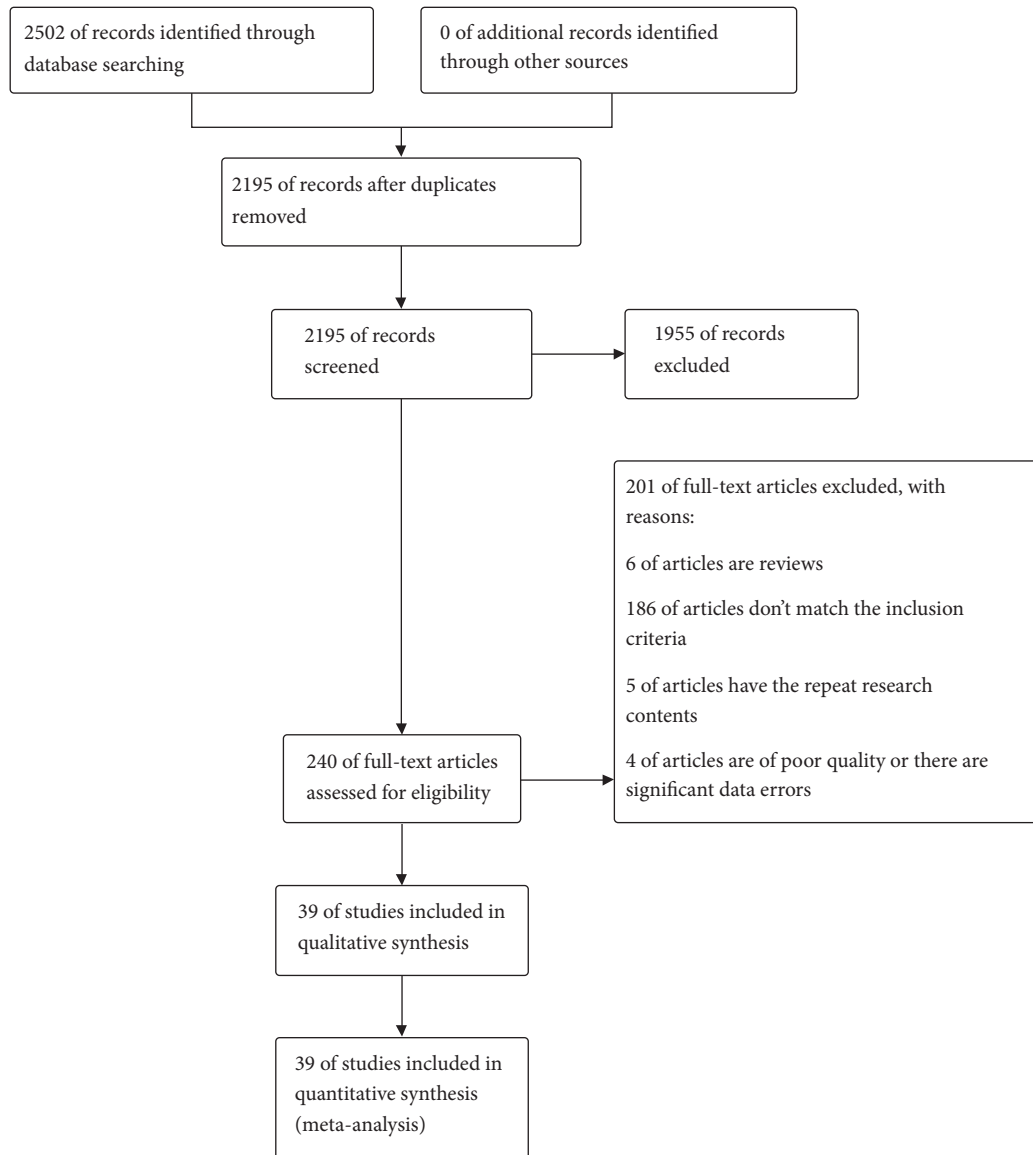 2502 of records identified through
database searching
0 of additional records identified
through other sources
2195 of records after duplicates
removed
2195 of records
screened
1955 of records
excluded
201 of full-text articles excluded, with
reasons:
6 of articles are reviews
186 of articles don't match the inclusion
criteria
5 of articles have the repeat research
contents
4 of articles are of poor quality or there are
significant data errors
240 of full-text articles
assessed for eligibility
39 of studies included in
qualitative synthesis
39 of studies included in
quantitative synthesis
(meta-analysis)